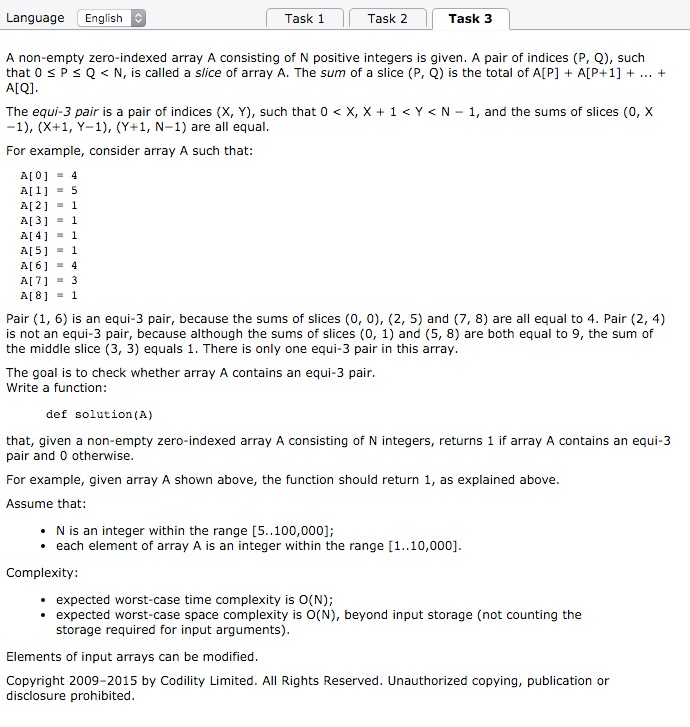 Language English Task 1 Task 2 Task 3
A non-empty zero-indexed array A consisting of N positive integers is given. A pair of indices (P, Q), such
that 0 ≤ P ≤ Q < N, is called a slice of array A. The sum of a slice (P, Q) is the total of A[P] + A[P+1] + ... +
A[Q].
The equi-3 pair is a pair of indices (X, Y), such that 0 < X, X + 1 < Y < N − 1, and the sums of slices (0, X
−1), (X+1, Y−1), (Y+1, N−1) are all equal.
For example, consider array A such that:
A[0] = 4
A[1] = 5
A[2] = 1
A[3] = 1
A[4] = 1
A[5] = 1
A[6] = 4
A[7] = 3
A[8] = 1
Pair (1, 6) is an equi-3 pair, because the sums of slices (0, 0), (2, 5) and (7, 8) are all equal to 4. Pair (2, 4)
is not an equi-3 pair, because although the sums of slices (0, 1) and (5, 8) are both equal to 9, the sum of
the middle slice (3, 3) equals 1. There is only one equi-3 pair in this array.
The goal is to check whether array A contains an equi-3 pair.
Write a function:
def solution(A)
that, given a non-empty zero-indexed array A consisting of N integers, returns 1 if array A contains an equi-3
pair and 0 otherwise.
For example, given array A shown above, the function should return 1, as explained above.
Assume that:
• N is an integer within the range [5..100,000];
• each element of array A is an integer within the range [1..10,000].
Complexity:
• expected worst-case time complexity is O(N);
• expected worst-case space complexity is O(N), beyond input storage (not counting the
storage required for input arguments).
Elements of input arrays can be modified.
Copyright 2009–2015 by Codility Limited. All Rights Reserved. Unauthorized copying, publication or
disclosure prohibited.